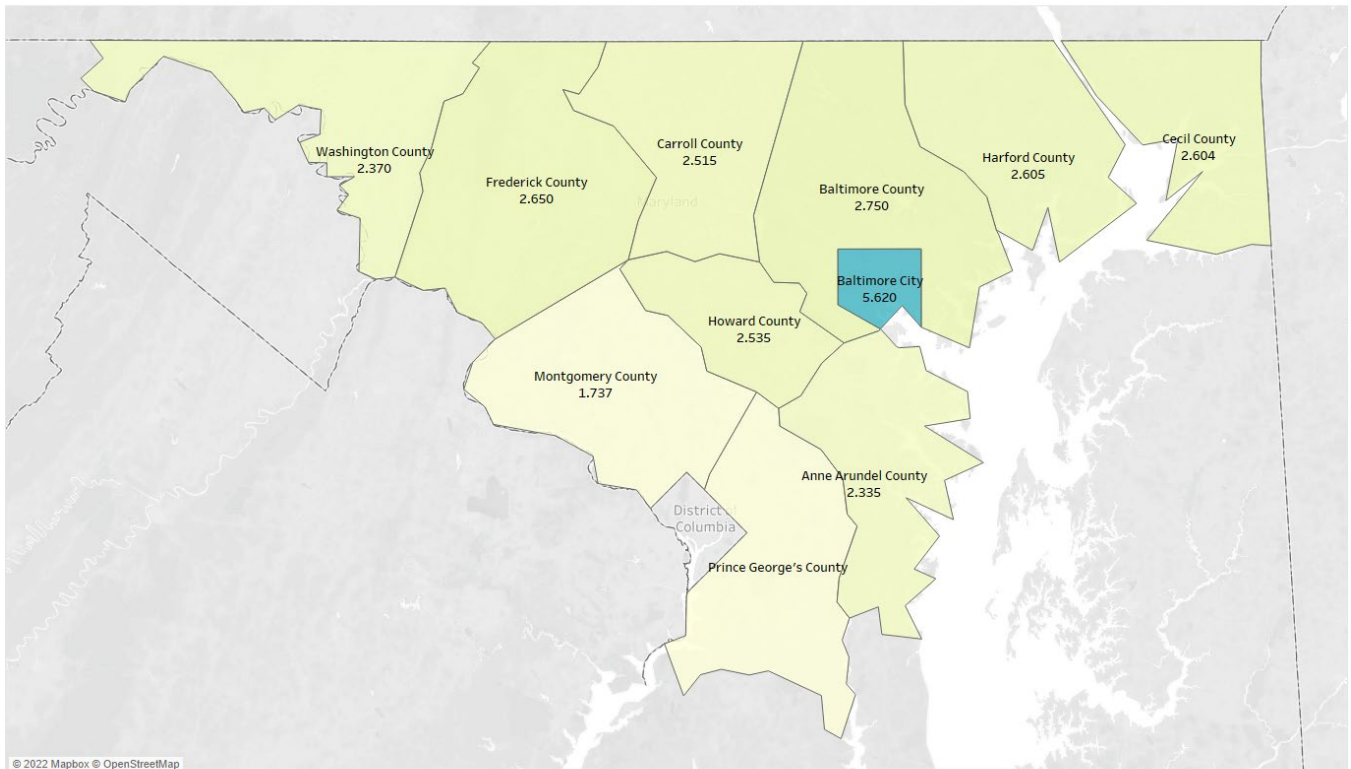 Washington County
2.370
Frederick County
2.650
Carroll County
2.515
Maryland
Baltimore County
2.750
Harford County
2.605
Cecil County
2.604
Baltimore City
5.620
Howard County
2.535
Montgomery County
1.737
Anne Arundel County
2.335
District of
Columbia
Prince George's County
© 2022 Mapbox © OpenStreetMap